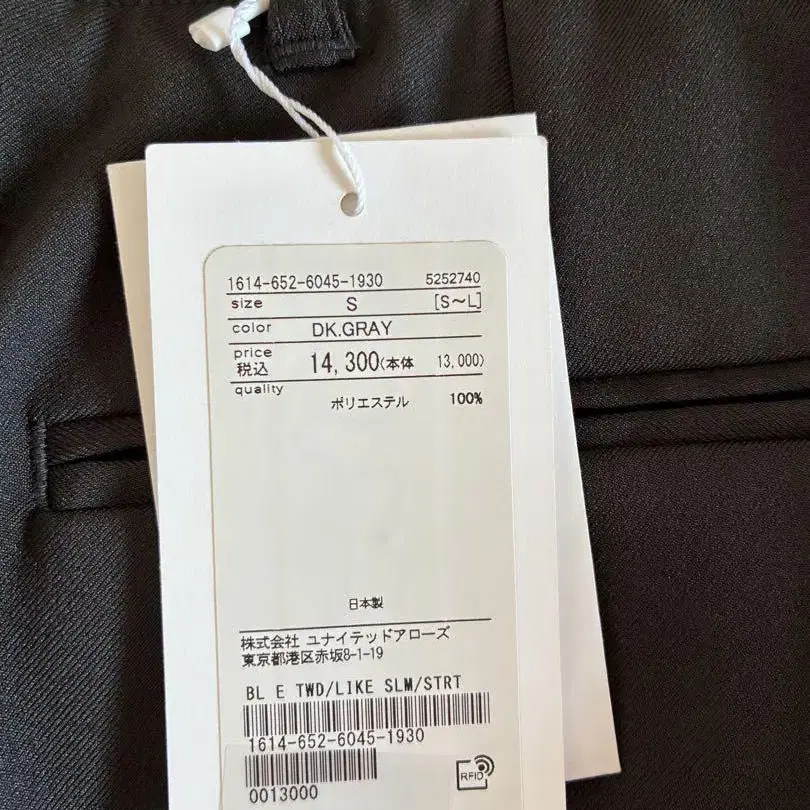 1614-652-6045-1930 5252740
size S [S～L]
color DK.GRAY
price
税込 14,300(本体 13,000)
quality
ポリエステル 100%
日本製
株式会社 ユナイテッドアローズ
東京都港区赤坂8-1-19
BL E TWD/LIKE SLM/STRT
1614-652-6045-1930
RFID
0013000